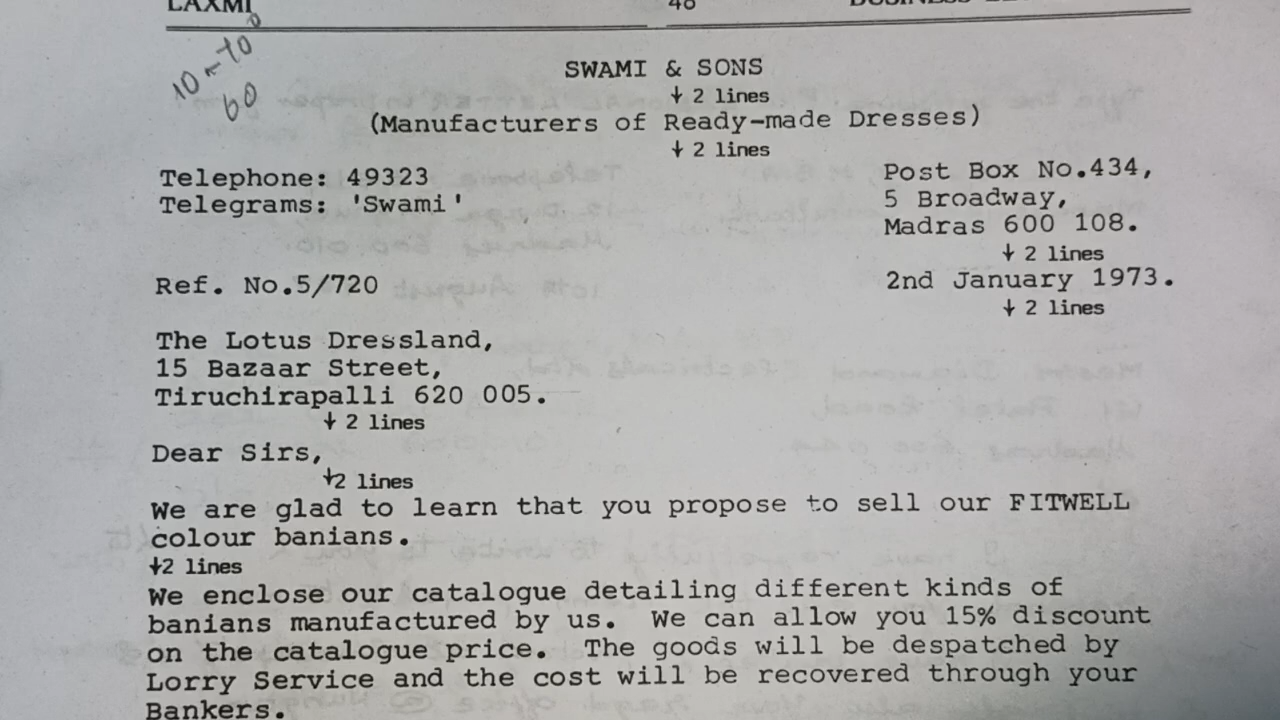 LAXMI 48
10 - 70
60
SWAMI & SONS
↓ 2 lines
(Manufacturers of Ready-made Dresses)
↓ 2 lines
Telephone: 49323
Telegrams: 'Swami'
Post Box No.434,
5 Broadway,
Madras 600 108.
↓ 2 lines
Ref. No.5/720
2nd January 1973.
↓ 2 lines
The Lotus Dressland,
15 Bazaar Street,
Tiruchirapalli 620 005.
↓ 2 lines
Dear Sirs,
↓2 lines
We are glad to learn that you propose to sell our FITWELL
colour banians.
↓2 lines
We enclose our catalogue detailing different kinds of
banians manufactured by us. We can allow you 15% discount
on the catalogue price. The goods will be despatched by
Lorry Service and the cost will be recovered through your
Bankers.